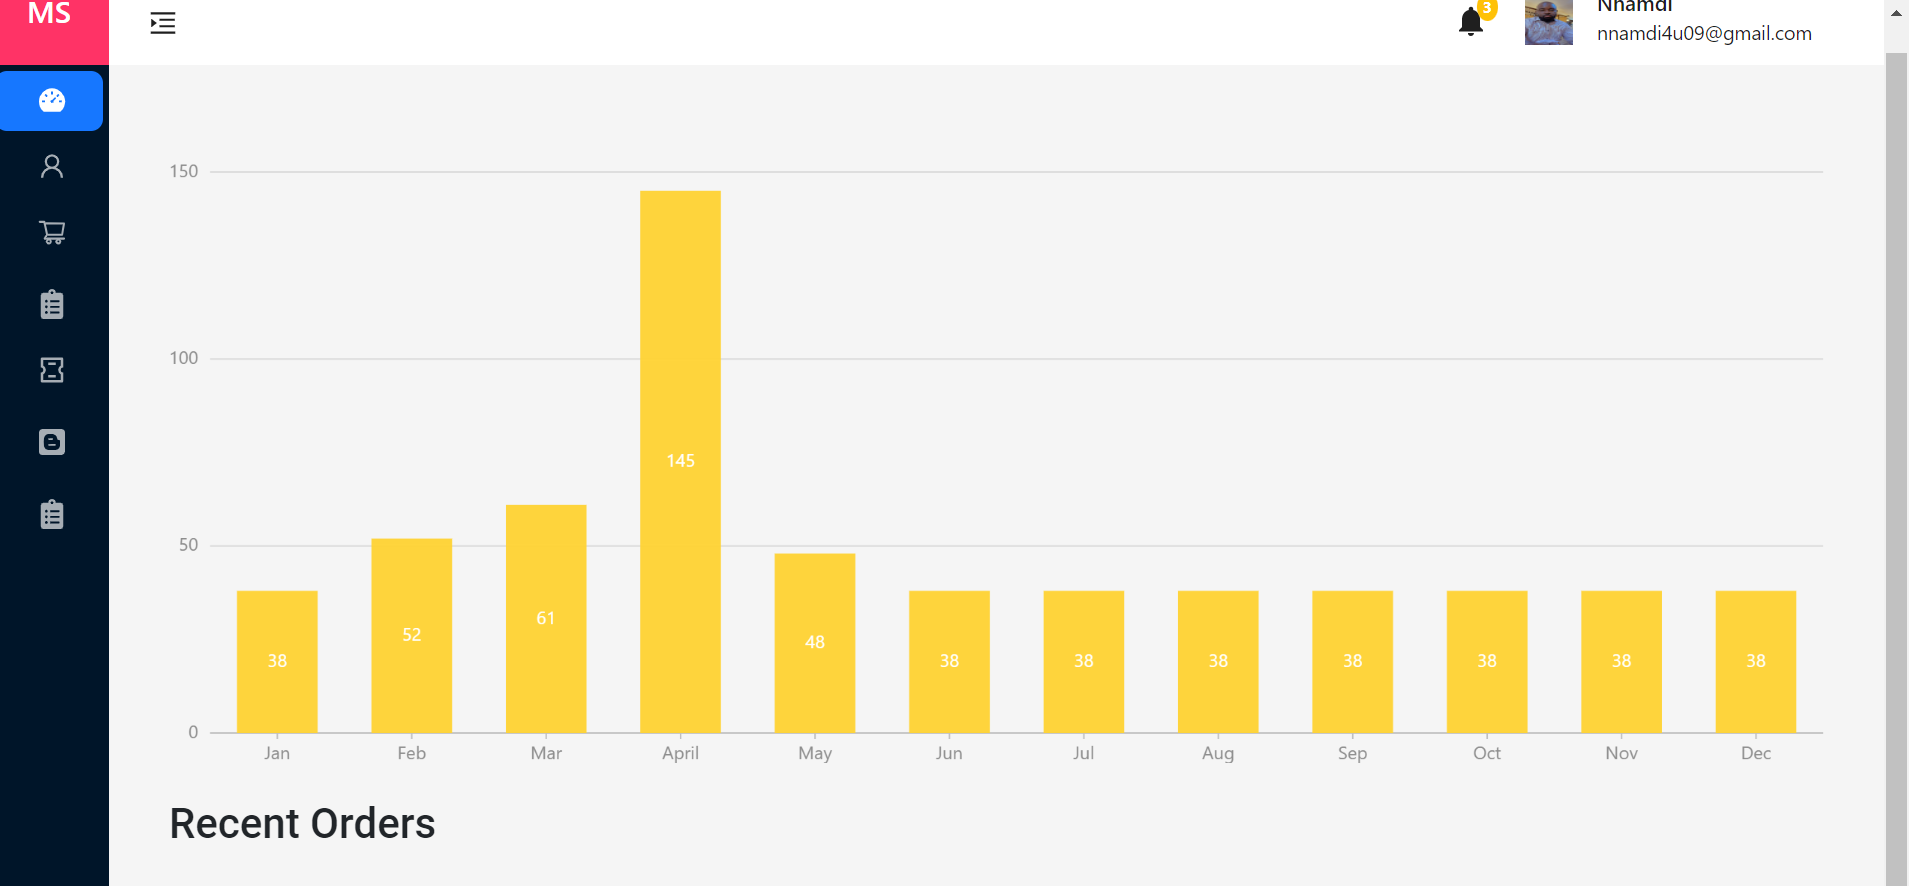 MS
3
Nnamdi
nnamdi4u09@gmail.com
150
100
50
0
38
52
61
145
48
38
38
38
38
38
38
38
Jan
Feb
Mar
April
May
Jun
Jul
Aug
Sep
Oct
Nov
Dec
Recent Orders